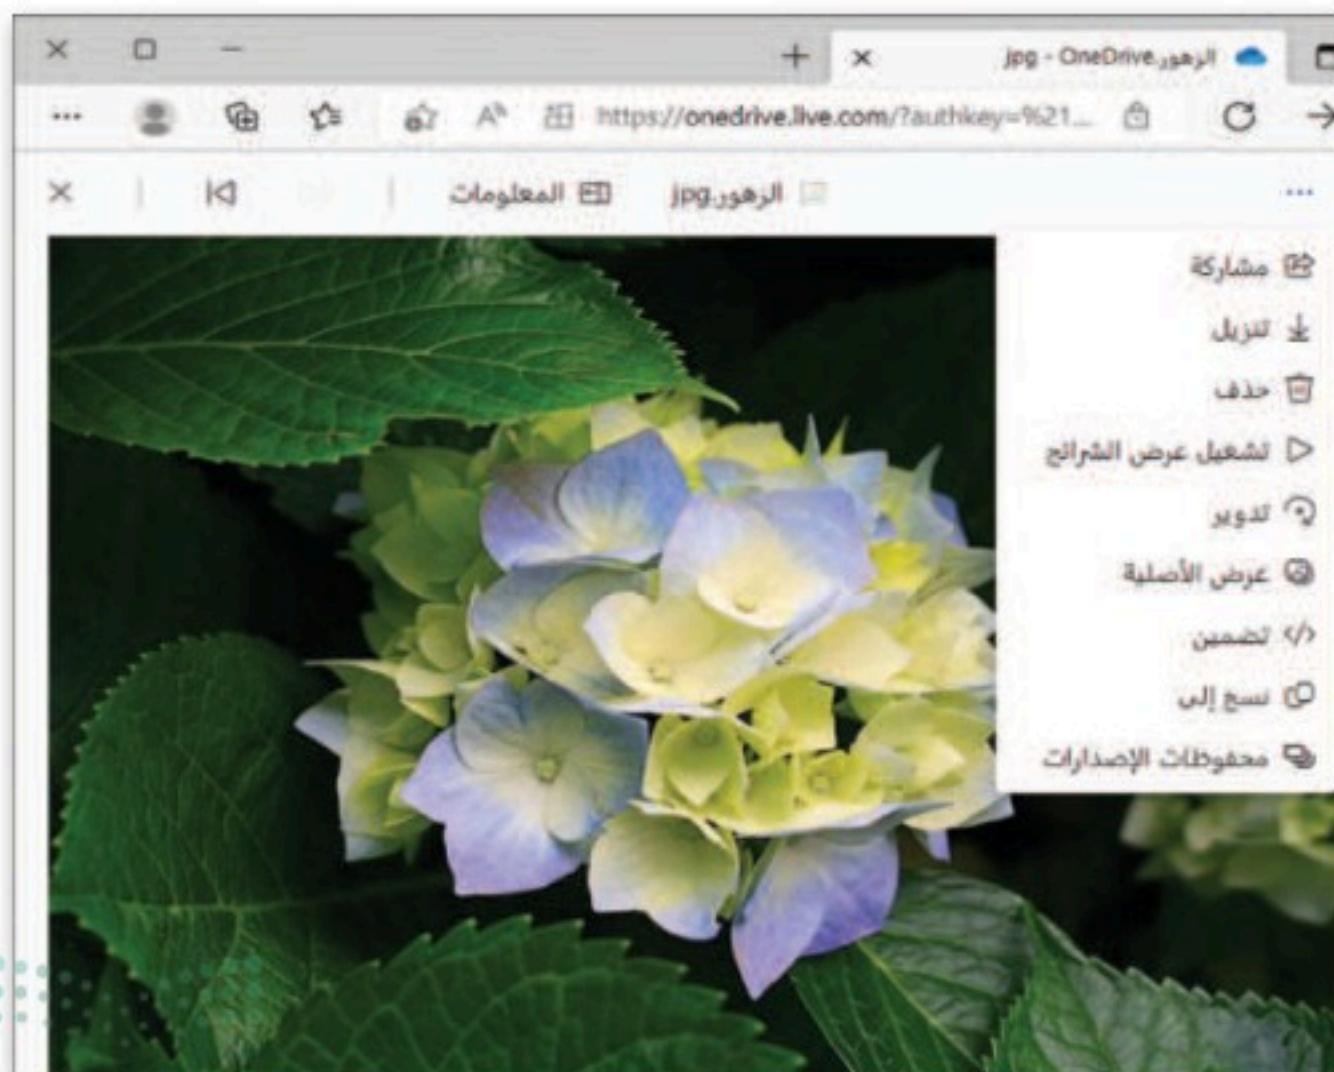 الزهور.jpg - OneDrive
https://onedrive.live.com/?authkey=%21...
الزهور.jpg
المعلومات
مشاركة
تنزيل
حذف
تشغيل عرض الشرائح
تدوير
عرض الأصلية
تضمين
نسخ إلى
محفوظات الإصدارات